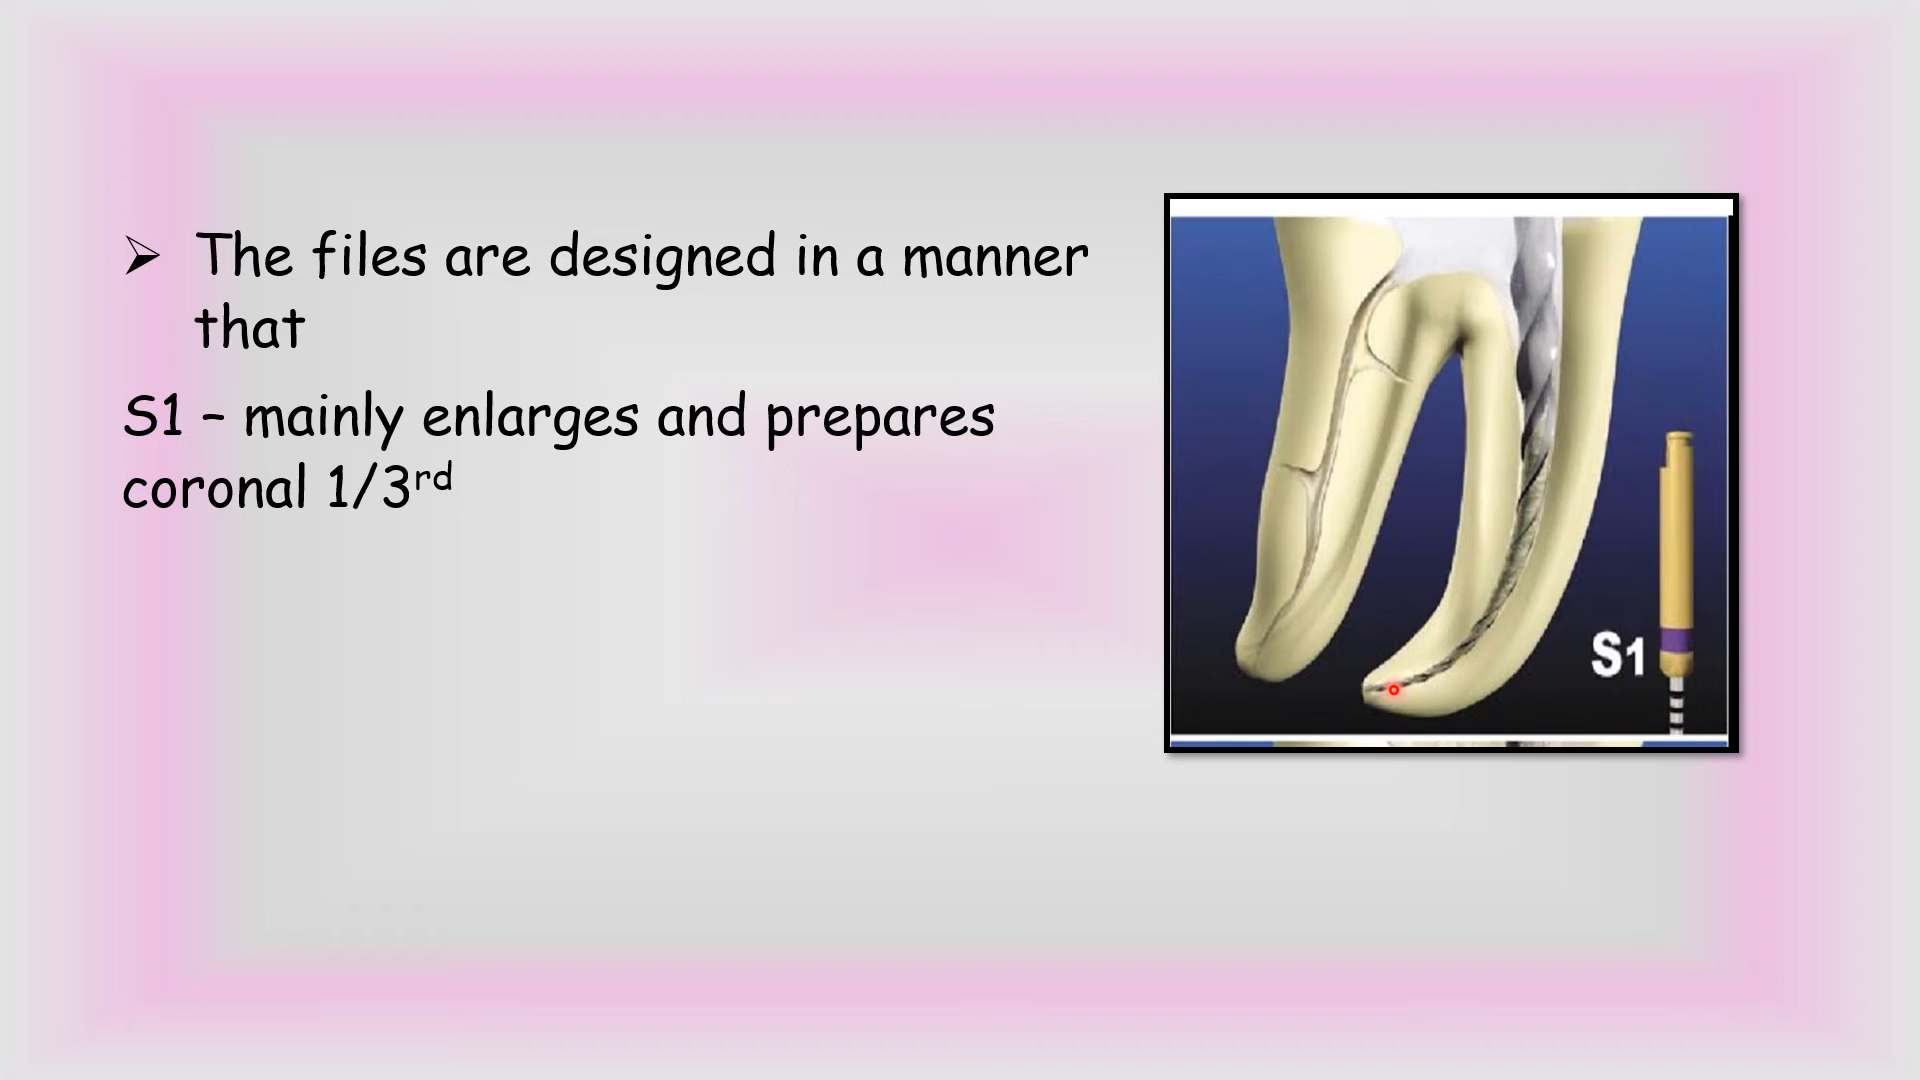 ➢ The files are designed in a manner
that
S1 – mainly enlarges and prepares
coronal 1/3rd
S1